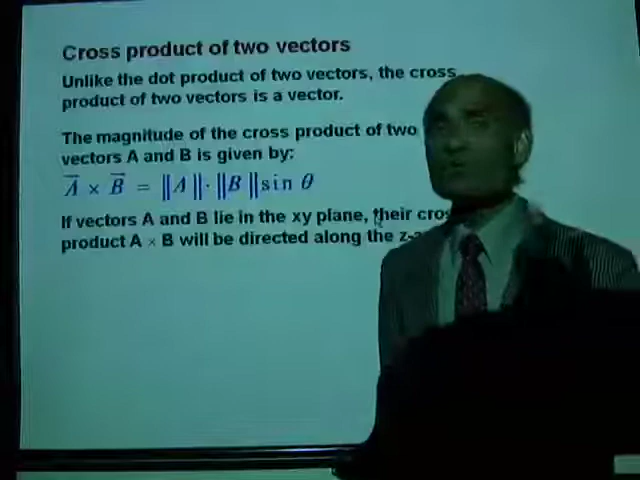 Cross product of two vectors
Unlike the dot product of two vectors, the cross
product of two vectors is a vector.
The magnitude of the cross product of two
vectors A and B is given by:
A⃗ × B⃗ = ‖A‖·‖B‖sin θ
If vectors A and B lie in the xy plane, their cros
product A × B will be directed along the z-a